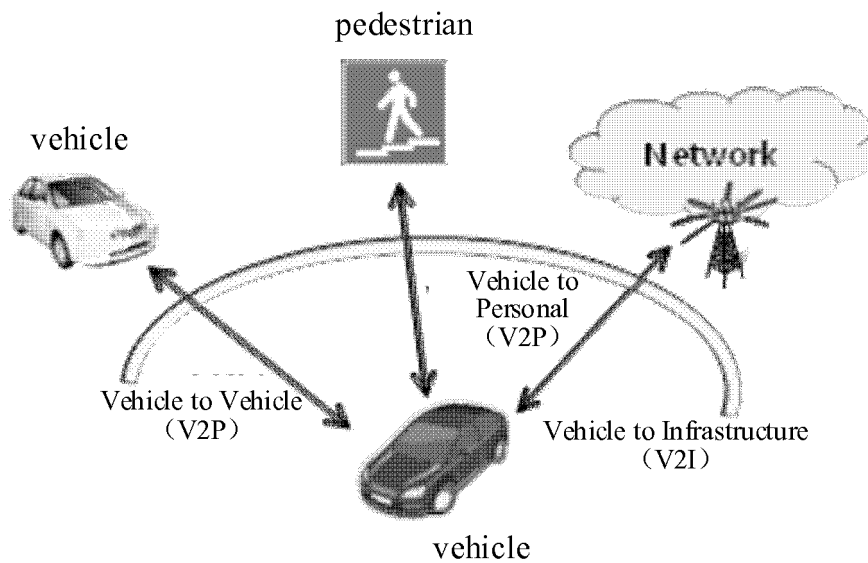 pedestrian
vehicle
Network
Vehicle to
Personal
（V2P）
Vehicle to Vehicle
（V2P）
Vehicle to Infrastructure
（V2I）
vehicle